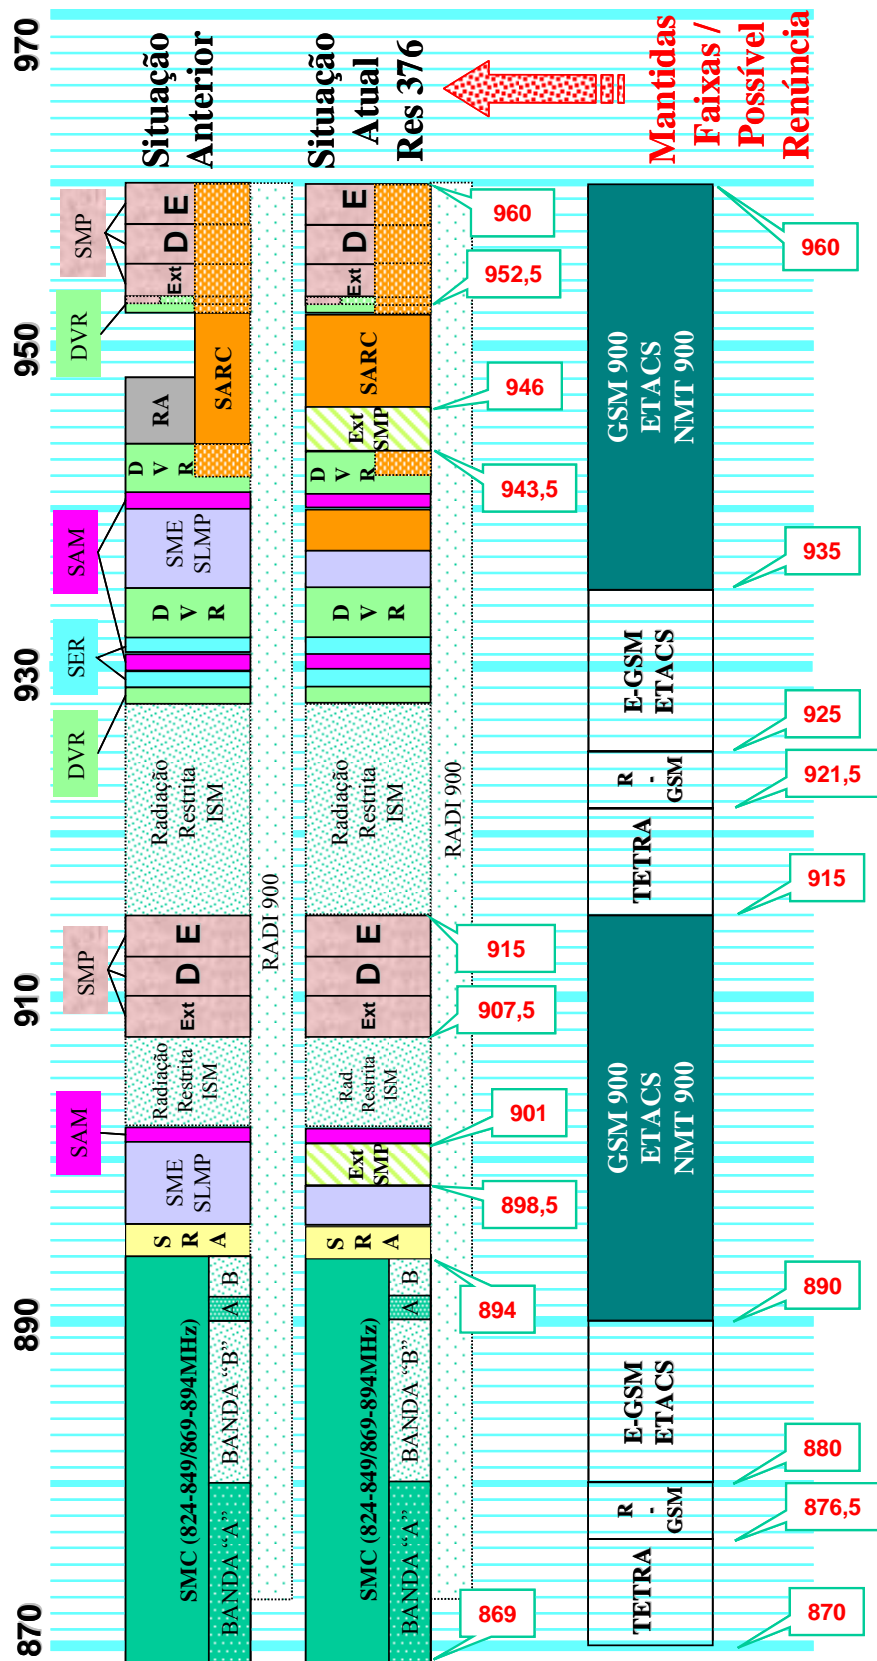 970
950
930
910
890
870
SMP
DVR
SAM
SER
DVR
SMP
SAM
Situação
Anterior
E
D
Ext
SARC
RA
D
V
R
SME
SLMP
D
V
R
Radiação
Restrita
ISM
E
D
Ext
Radiação
Restrita
ISM
SME
SLMP
S
R
A
SMC (824-849/869-894MHz)
B
A
BANDA “B”
BANDA “A”
RADI 900
Situação
Atual
Res 376
E
D
Ext
SARC
Ext
SMP
D
V
R
D
V
R
Radiação
Restrita
ISM
E
D
Ext
Rad.
Restrita
ISM
Ext
SMP
S
R
A
SMC (824-849/869-894MHz)
B
A
BANDA “B”
BANDA “A”
RADI 900
960
952,5
946
943,5
915
907,5
901
898,5
894
869
Mantidas
Faixas /
Possível
Renúncia
GSM 900
ETACS
NMT 900
E-GSM
ETACS
R
-
GSM
TETRA
GSM 900
ETACS
NMT 900
E-GSM
ETACS
R
-
GSM
TETRA
960
935
925
921,5
915
890
880
876,5
870